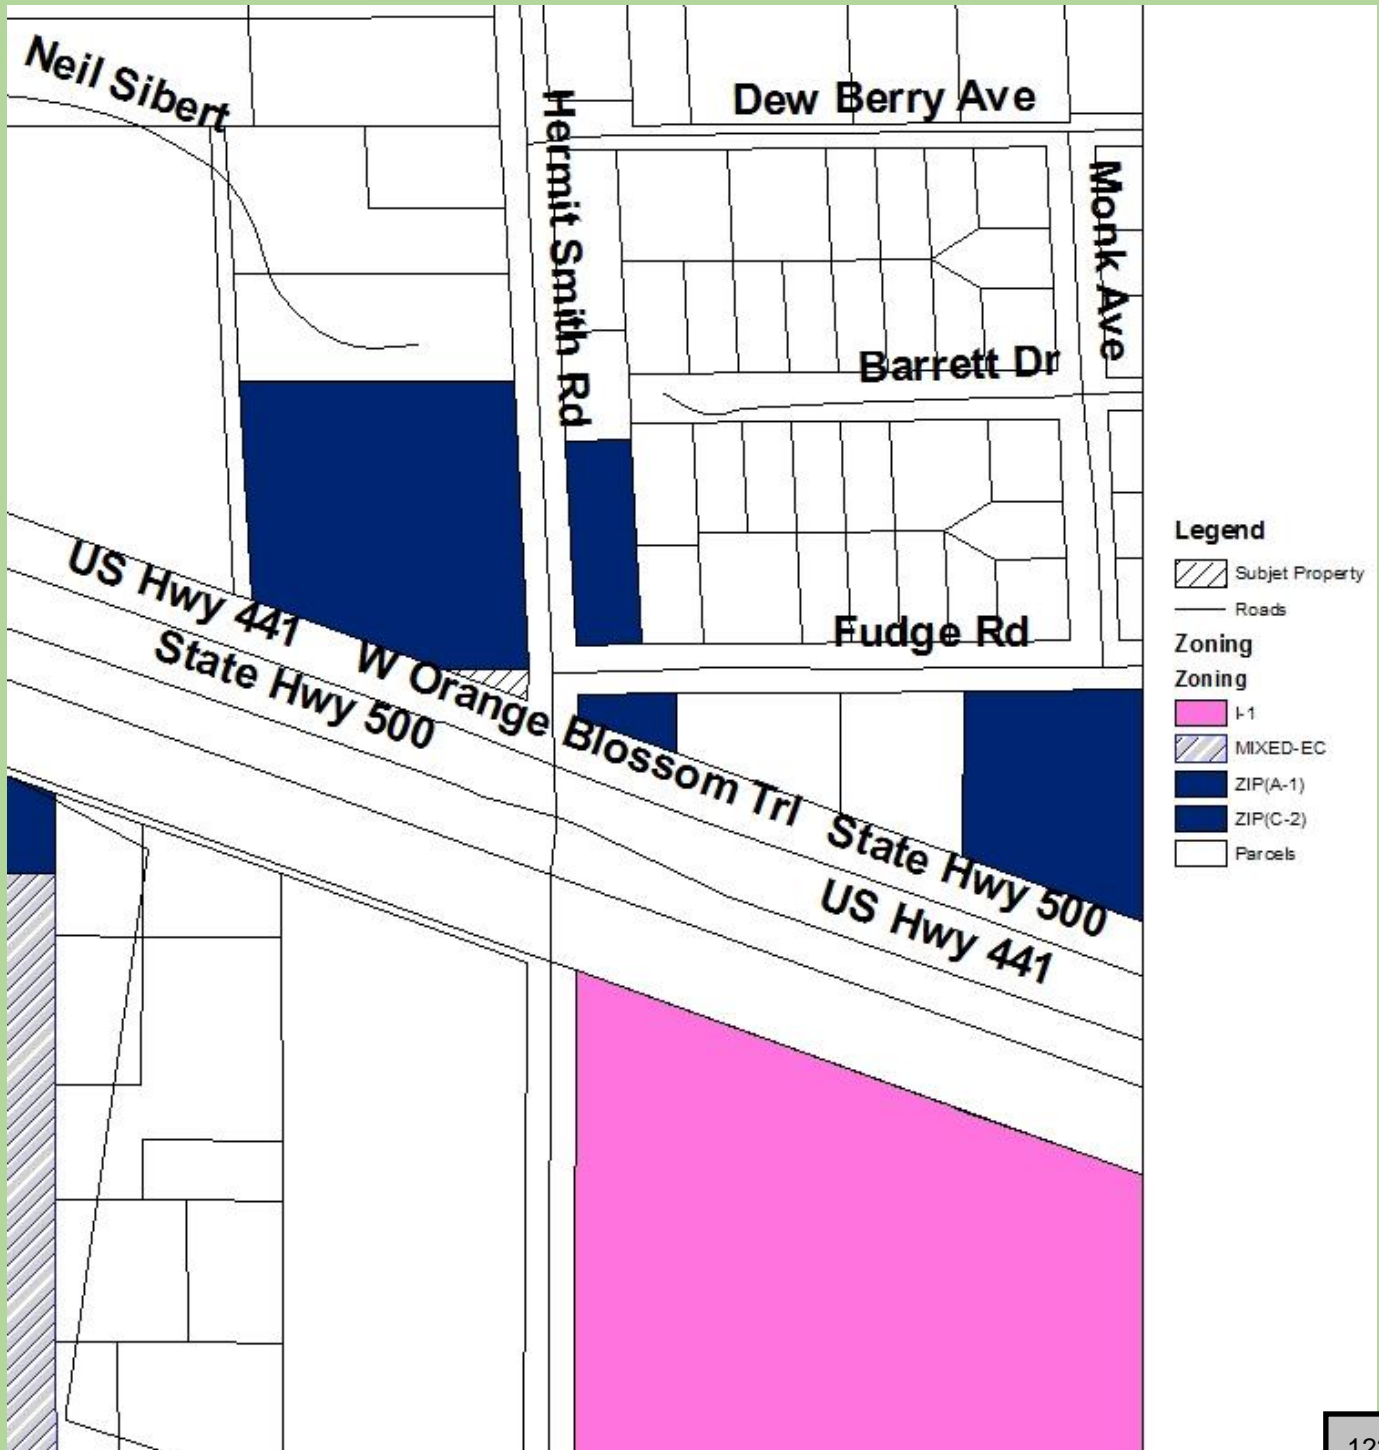 Neil Sibert
Dew Berry Ave
Hermit Smith Rd
Monk Ave
Barrett Dr
US Hwy 441
State Hwy 500
W Orange Blossom Trl
Fudge Rd
State Hwy 500
US Hwy 441
Legend
Subjet Property
Roads
Zoning
Zoning
I-1
MIXED-EC
ZIP(A-1)
ZIP(C-2)
Parcels